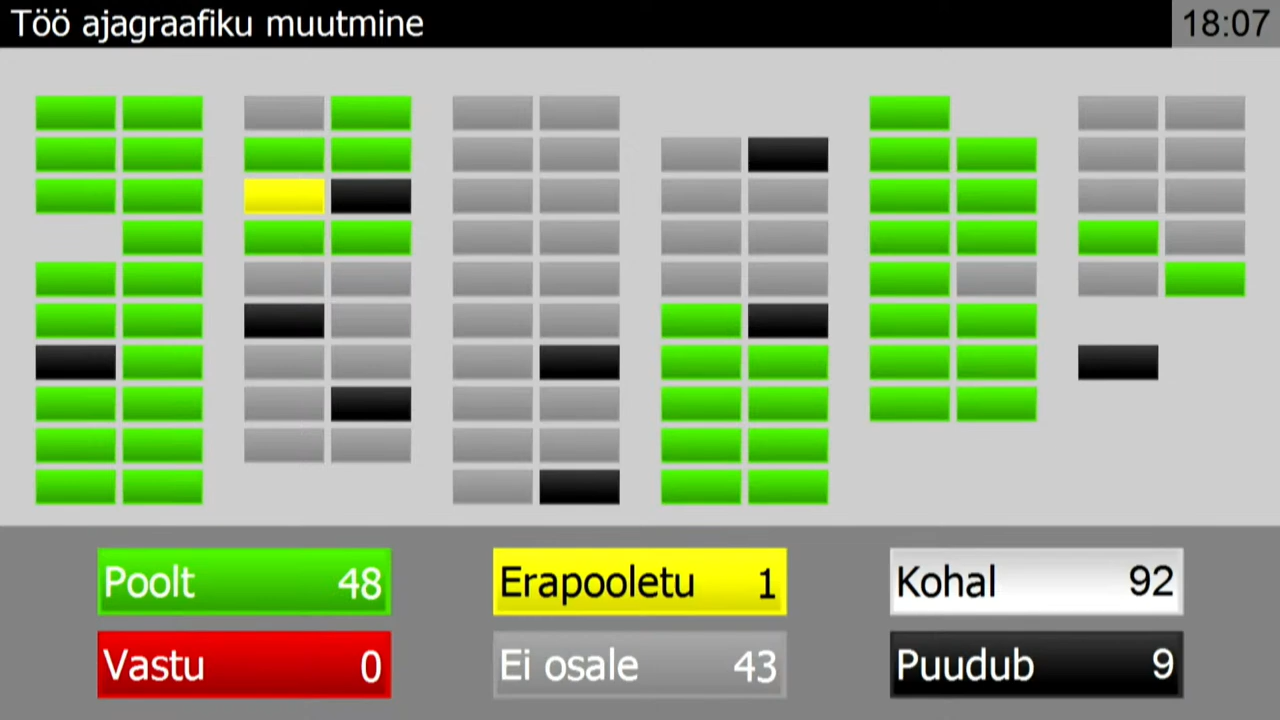 Töö ajagraafiku muutmine
18:07
Poolt 48
Erapooletu 1
Kohal 92
Vastu 0
Ei osale 43
Puudub 9